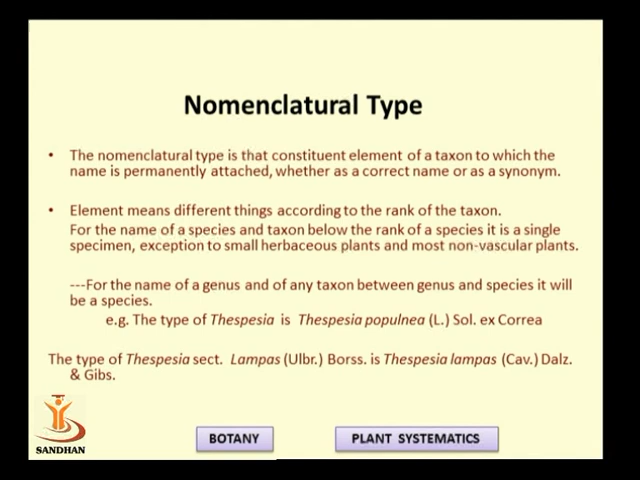 Nomenclatural Type
• The nomenclatural type is that constituent element of a taxon to which the
name is permanently attached, whether as a correct name or as a synonym.
• Element means different things according to the rank of the taxon.
For the name of a species and taxon below the rank of a species it is a single
specimen, exception to small herbaceous plants and most non-vascular plants.
---For the name of a genus and of any taxon between genus and species it will
be a species.
e.g. The type of Thespesia is Thespesia populnea (L.) Sol. ex Correa
The type of Thespesia sect. Lampas (Ulbr.) Borss. is Thespesia lampas (Cav.) Dalz.
& Gibs.
SANDHAN
BOTANY
PLANT SYSTEMATICS